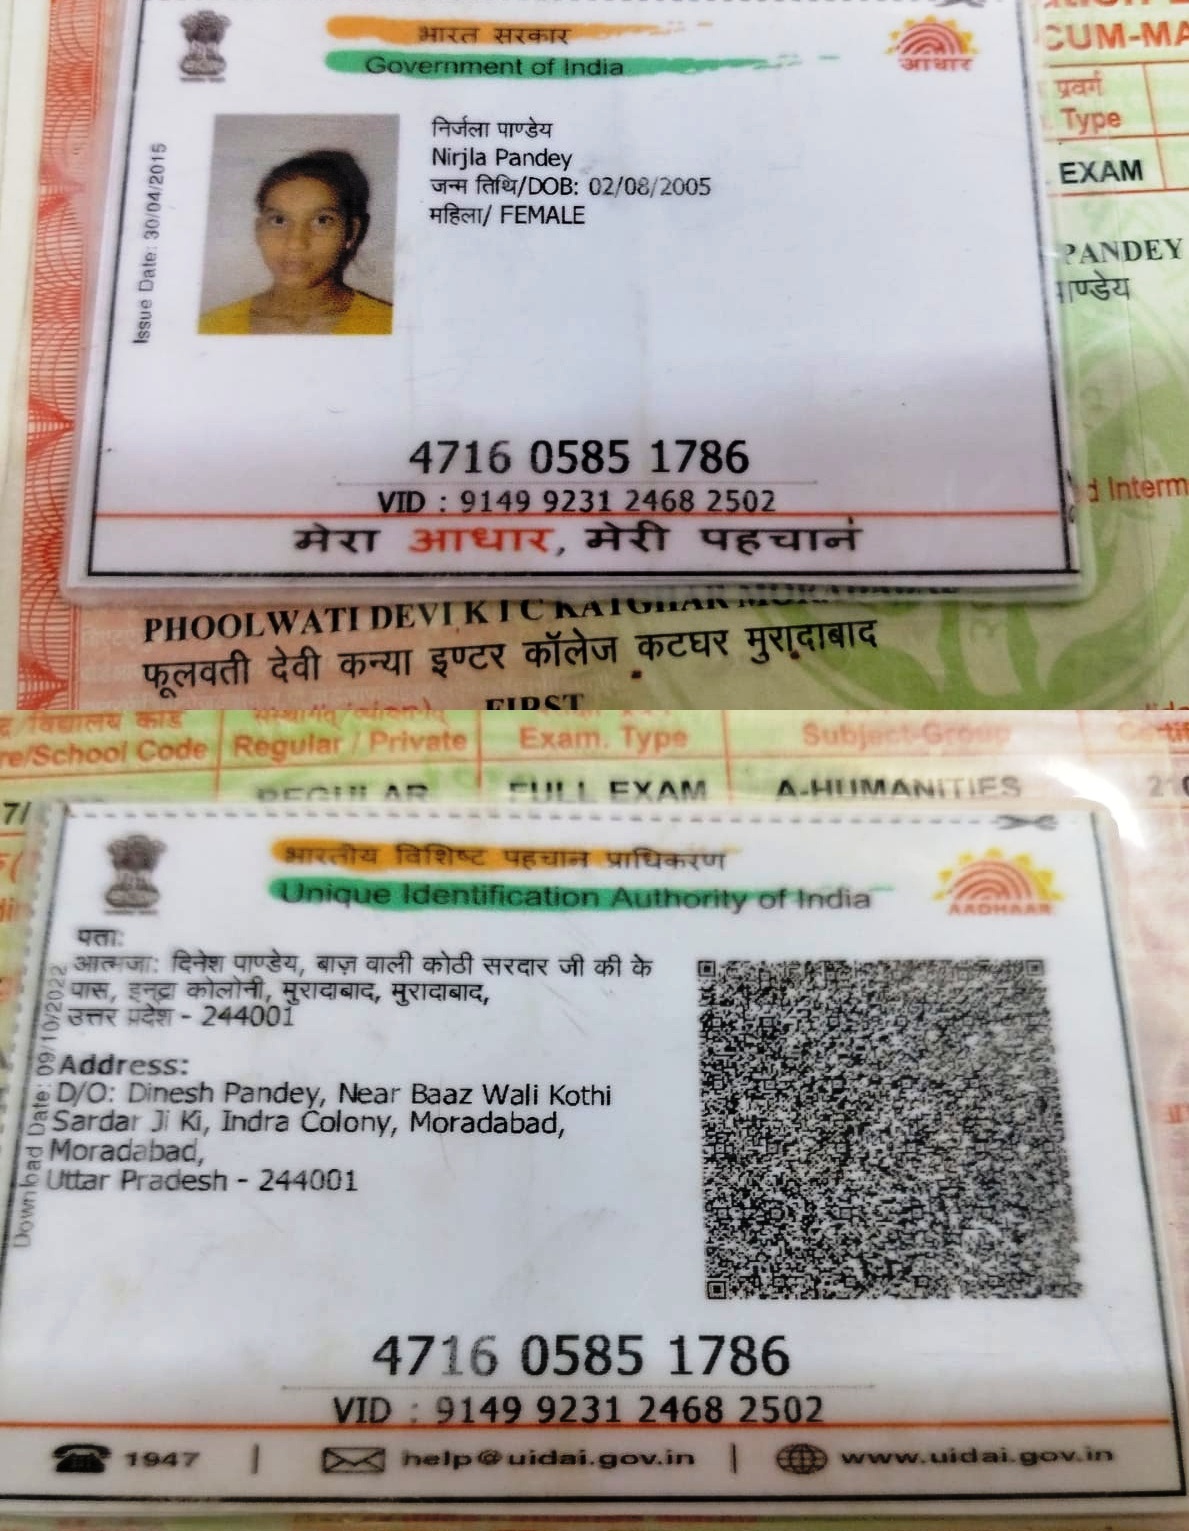 भारत सरकार
Government of India
आधार
CUM-MA
प्रवर्ग
Type
EXAM
PANDEY
Issue Date: 30/04/2015
निर्जला पाण्डेय
Nirjla Pandey
जन्म तिथि/DOB: 02/08/2005
महिला/ FEMALE
4716 0585 1786
d Interm
VID : 9149 9231 2468 2502
मेरा आधार, मेरी पहचान
PHOOLWATI DEVI K I C KATGHAR MORADABAD
फूलवती देवी कन्या इण्टर कॉलेज कटघर मुरादाबाद
FIRST
re/School Code Regular / Private Exam. Type Subject-Group
REGULAR FULL EXAM A-HUMANITIES
भारतीय विशिष्ट पहचान प्राधिकरण
Unique Identification Authority of India
AADHAAR
पता:
आत्मजा: दिनेश पाण्डेय, बाज़ वाली कोठी सरदार जी की के
पास, इनद्रा कोलोनी, मुरादाबाद, मुरादाबाद,
उत्तर प्रदेश - 244001
Download Date: 09/10/2022
Address:
D/O: Dinesh Pandey, Near Baaz Wali Kothi
Sardar Ji Ki, Indra Colony, Moradabad,
Moradabad,
Uttar Pradesh - 244001
4716 0585 1786
VID : 9149 9231 2468 2502
1947 | help@uidai.gov.in | www.uidai.gov.in